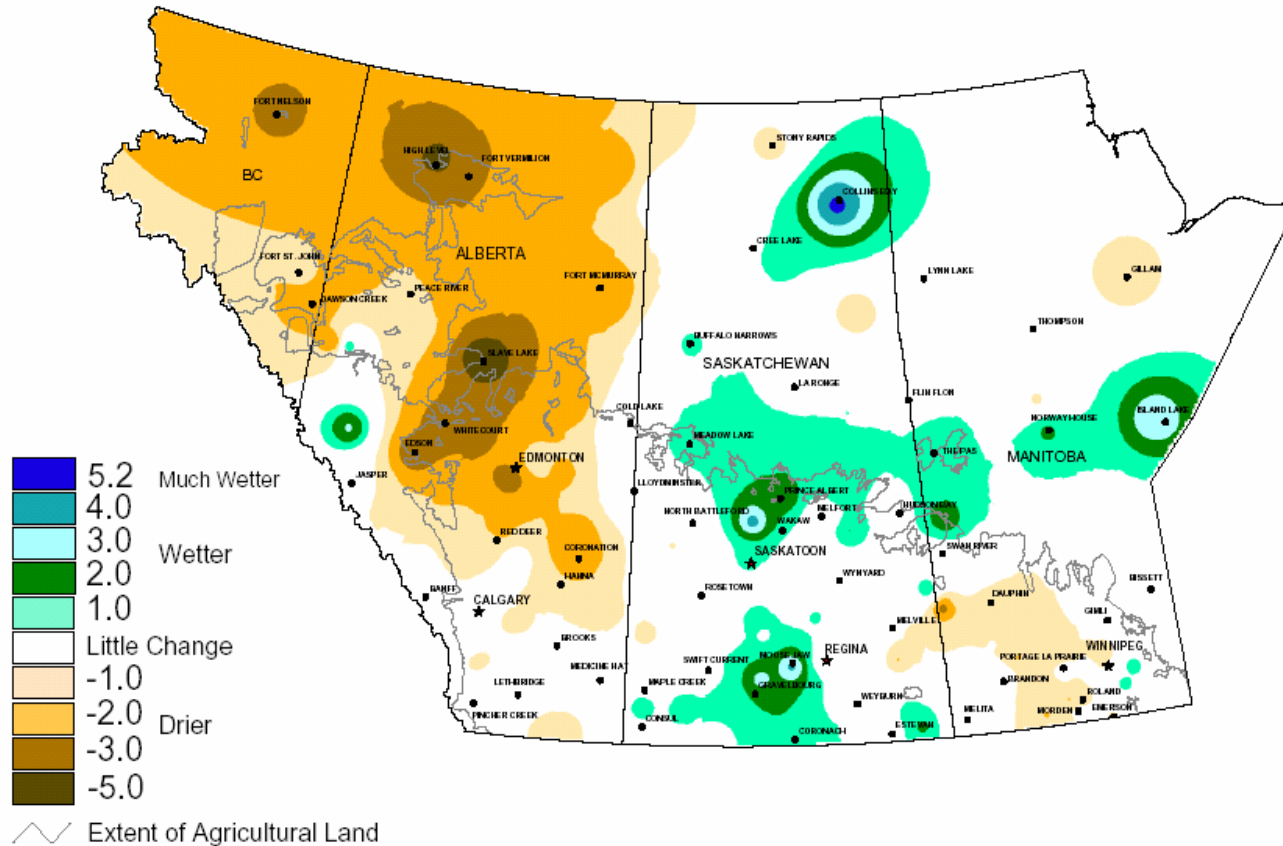 FORT NELSON
STONY RAPIDS
HIGH LEVEL
FORT VERMILION
BC
COLLINS BAY
CREE LAKE
ALBERTA
FORT ST. JOHN
FORT MCMURRAY
LYNN LAKE
GILLAM
DAWSON CREEK
PEACE RIVER
THOMPSON
BUFFALO NARROWS
SLAVE LAKE
SASKATCHEWAN
LA RONGE
FLIN FLON
COLD LAKE
ISLAND LAKE
NORWAY HOUSE
WHITECOURT
EDSON
MEADOW LAKE
THE PAS
MANITOBA
EDMONTON
JASPER
LLOYDMINSTER
PRINCE ALBERT
NORTH BATTLEFORD
MELFORT
HUDSON BAY
WAKAW
RED DEER
CORONATION
SASKATOON
SWAN RIVER
HANNA
WYNYARD
BISSETT
BANFF
ROSETOWN
DAUPHIN
CALGARY
GIMLI
MELVILLE
BROOKS
REGINA
WINNIPEG
MEDICINE HAT
SWIFT CURRENT
MOOSE JAW
PORTAGE LA PRAIRIE
LETHBRIDGE
MAPLE CREEK
GRAVELBOURG
BRANDON
WEYBURN
ROLAND
PINCHER CREEK
CONSUL
MELITA
MORDEN
EMERSON
CORONACH
ESTEVAN
5.2 Much Wetter
4.0
3.0
Wetter
2.0
1.0
Little Change
-1.0
-2.0
Drier
-3.0
-5.0
Extent of Agricultural Land